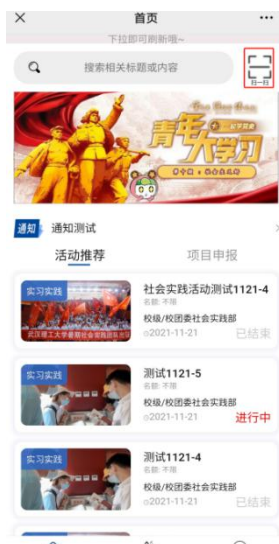 首页
下拉即可刷新哦~
搜索相关标题或内容
扫一扫
青年
大学习
通知 通知测试
活动推荐 项目申报
实习实践
社会实践活动测试1121-4
名额: 不限
校级/校团委社会实践部
2021-11-21 已结束
实习实践
测试1121-5
名额: 不限
校级/校团委社会实践部
2021-11-21 进行中
实习实践
测试1121-4
名额: 不限
校级/校团委社会实践部
2021-11-21 已结束